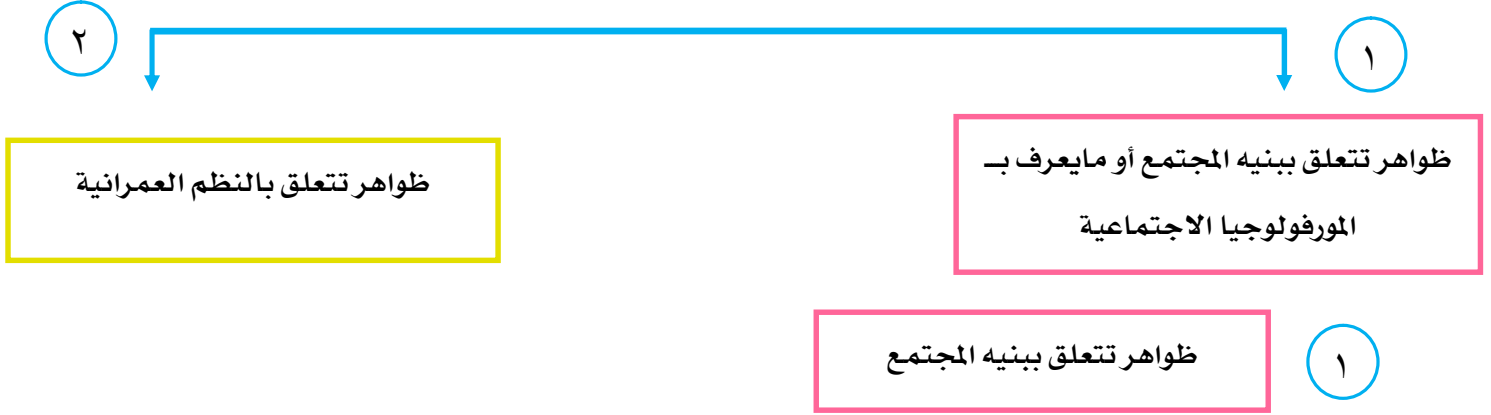 ١
٢
ظواهر تتعلق ببنيه المجتمع أو مايعرف بـ
المورفولوجيا الاجتماعية
ظواهر تتعلق بالنظم العمرانية
١
ظواهر تتعلق ببنيه المجتمع